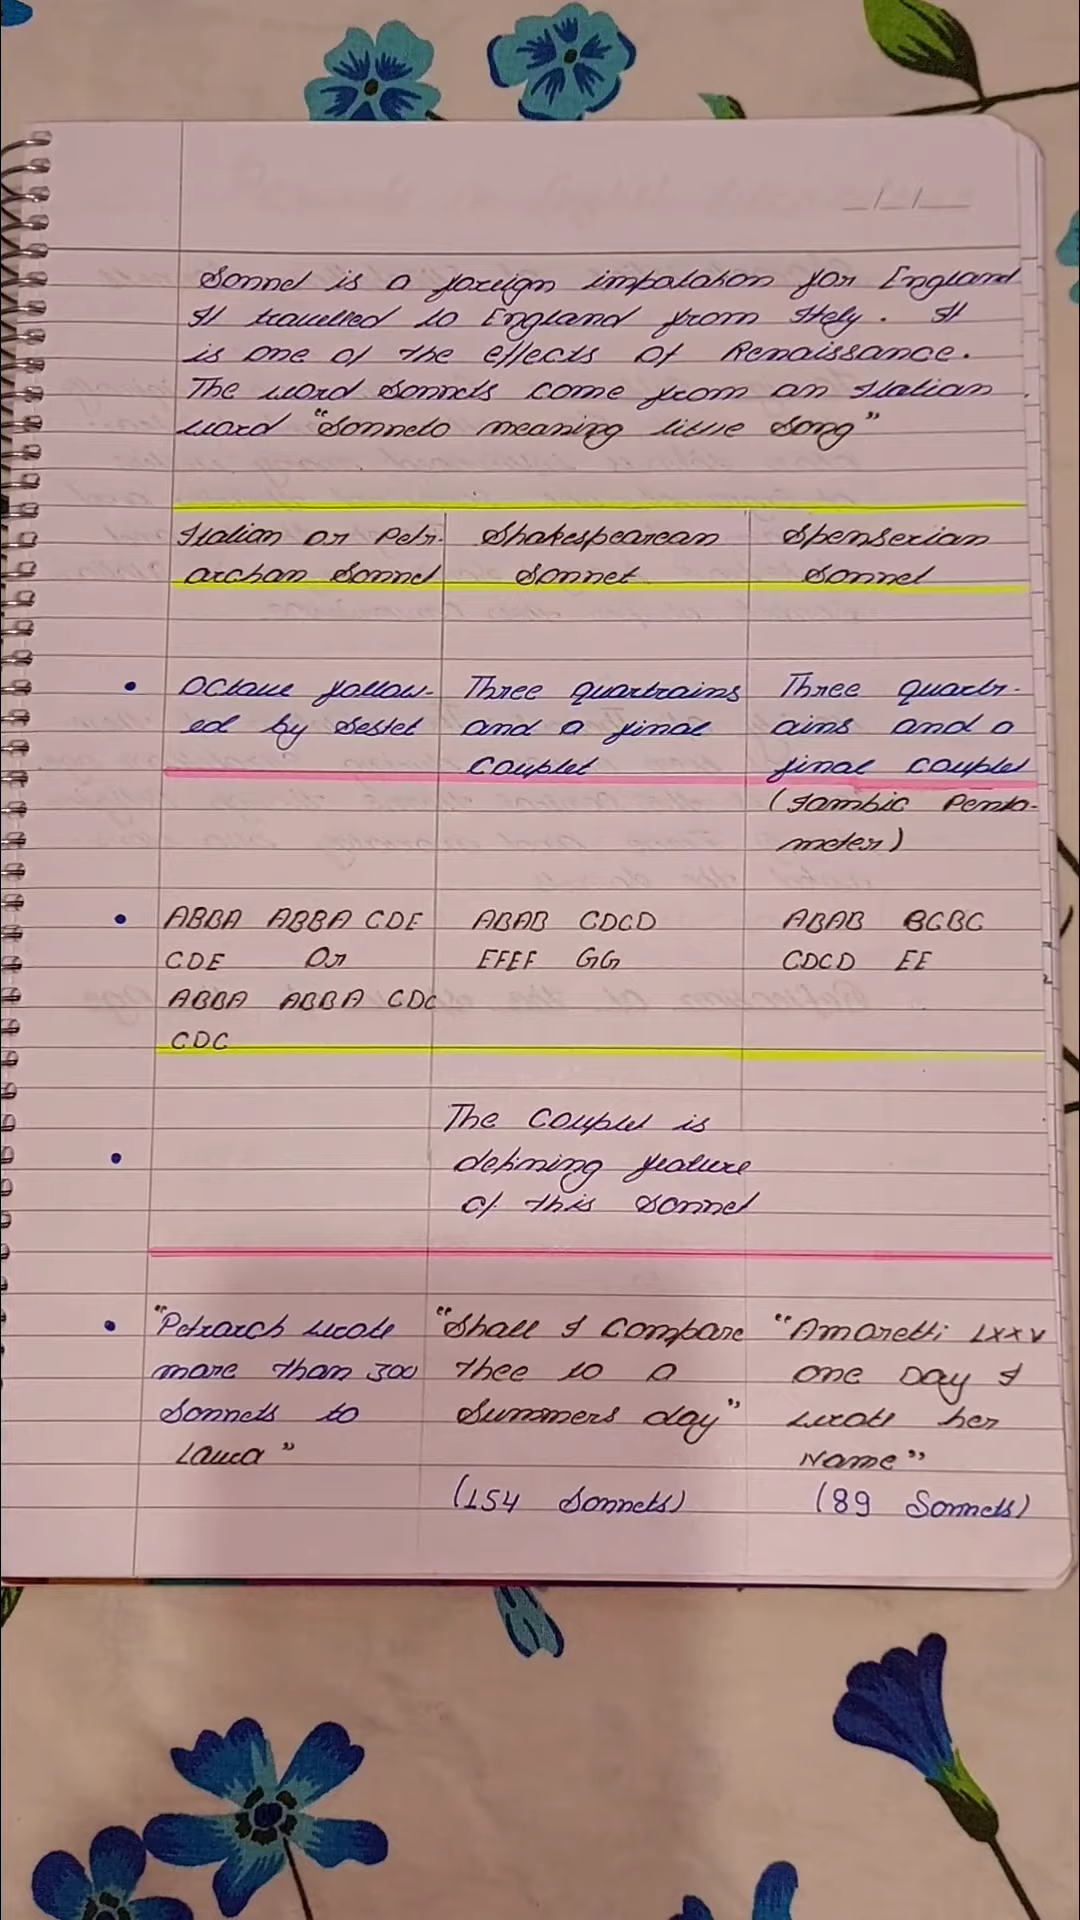 Sonnet is a foreign impotation for England
It travelled to England from Itely. It
is one of the effects of Renaissance.
The word Sonnets come from an Italian
word "Sonneto meaning little Song"
Italian or Petr-
archan Sonnet
Shakespearean
Sonnet
Spenserian
Sonnet
Octave follow-
ed by Sestet
Three quartrains
and a final
Couplet
Three quartr-
ains and a
final couplet
(Iambic Penta-
meter)
ABBA ABBA CDE
CDE Or
ABBA ABBA CDC
CDC
ABAB CDCD
EFEF GG
ABAB BCBC
CDCD EE
The Couplet is
defining feature
of this Sonnet
"Petrarch wrote
more than 300
Sonnets to
Laura"
"Shall I Compare
thee to a
Summers day"
(154 Sonnets)
"Amoretti LXXV
one Day I
wrote her
Name"
(89 Sonnets)